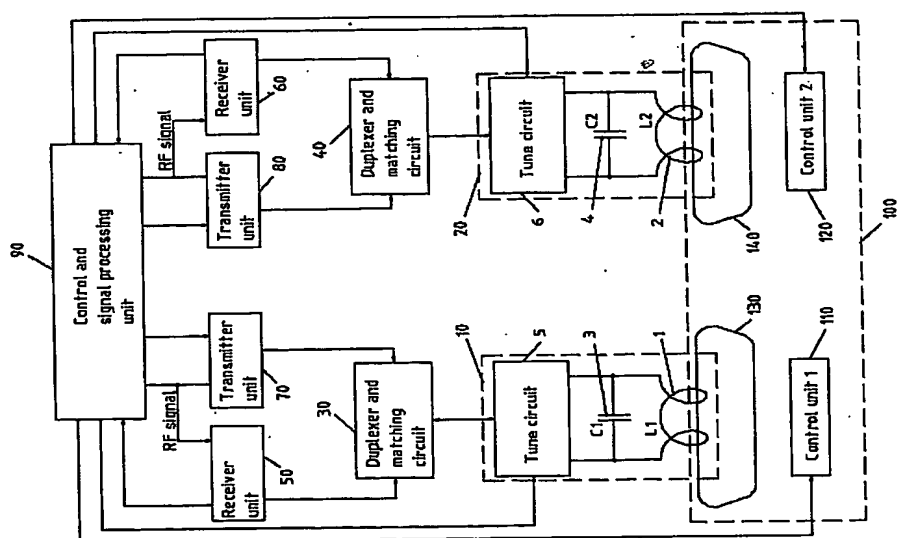 90
Control and
signal processing
unit
RF signal
Receiver
unit
60
Transmitter
unit
80
40
Duplexer and
matching
circuit
20
Tune circuit
6
C2
4
L2
2
140
Control unit 2
120
100
Transmitter
unit
70
RF signal
Receiver
unit
50
30
Duplexer and
matching
circuit
10
Tune circuit
5
C1
3
L1
1
130
110
Control unit 1